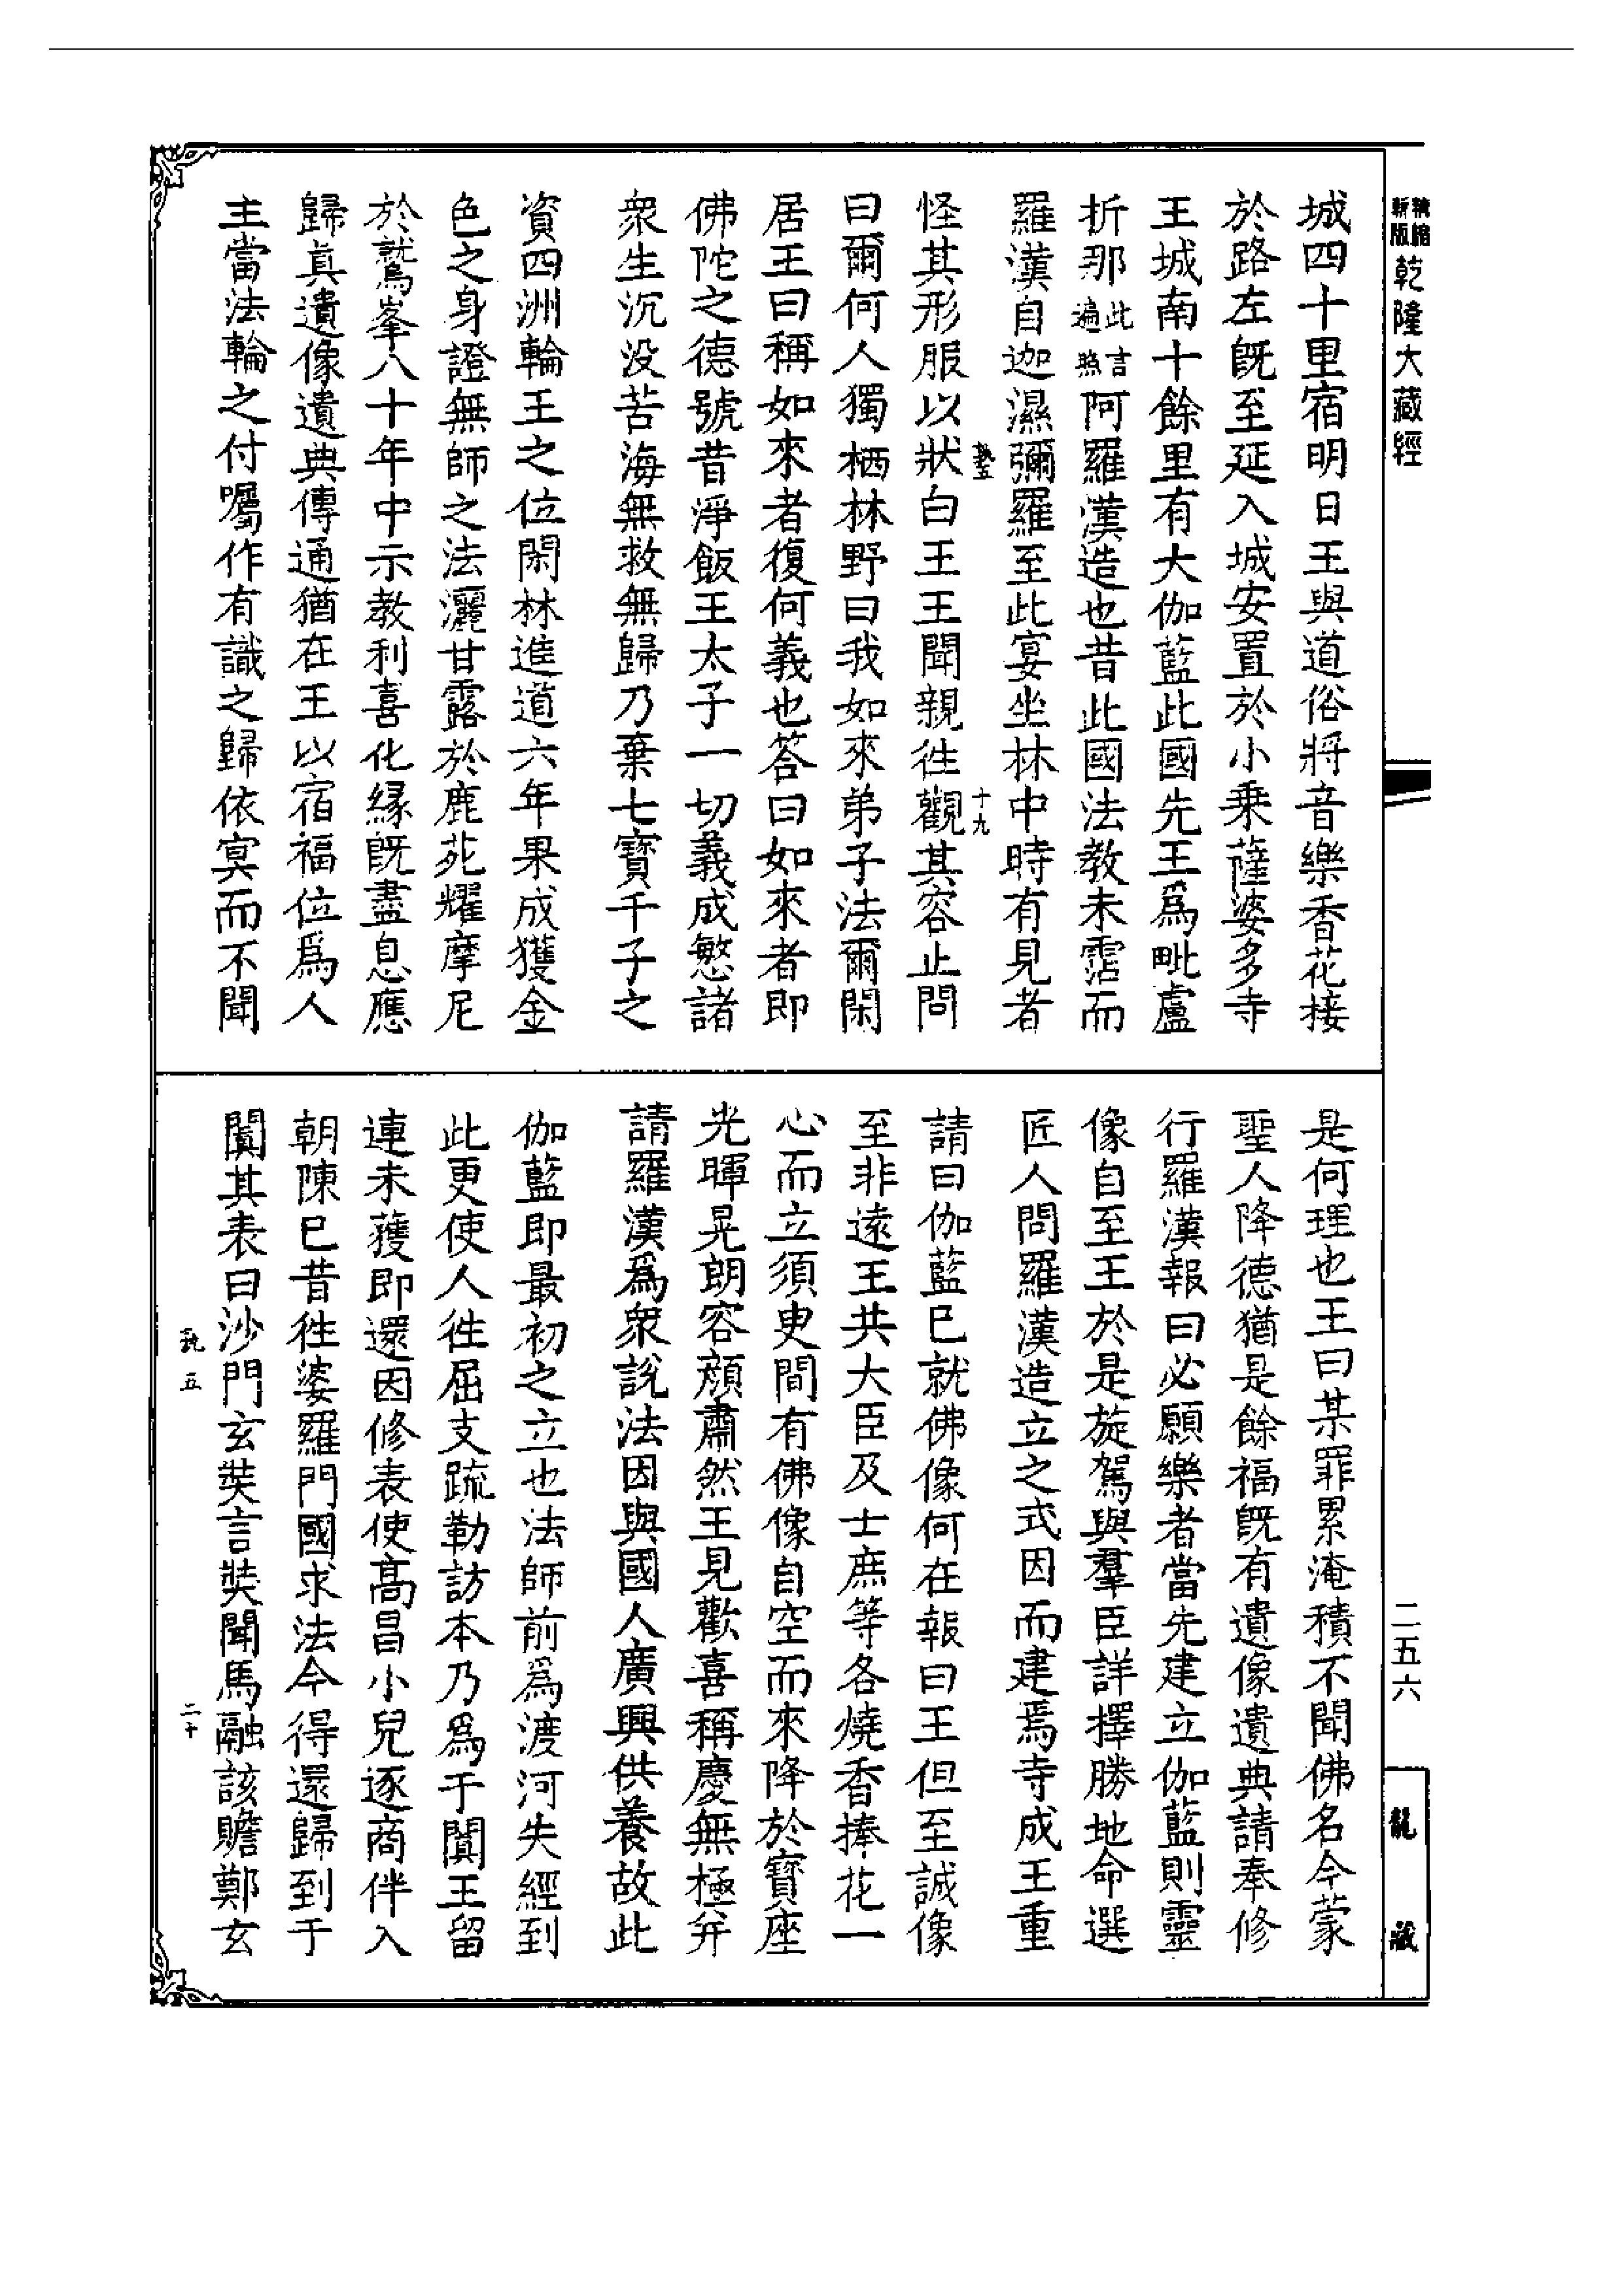 乾隆大藏經
城四十里宿明日王與道俗將音樂香花接
於路左旣至延入城安置於小乗薩婆多寺
王城南十餘里有大伽藍此國先王爲毗盧
折那此言遍照阿羅漢造也昔此國法教未霑而
羅漢自迦濕彌羅至此宴坐林中時有見者
怪其形服以狀白王王聞親往觀其容止問
曰爾何人獨栖林野曰我如來弟子法爾閑
居王曰稱如來者復何義也答曰如來者即
佛陀之德號昔淨飯王太子一切義成慜諸
衆生沉没苦海無救無歸乃棄七寶千子之
資四洲輪王之位閑林進道六年果成獲金
色之身證無師之法灑甘露於鹿苑耀摩尼
於鷲峯八十年中示教利喜化縁旣盡息應
歸真遺像遺典傳通猶在王以宿福位爲人
主當法輪之付囑作有識之歸依㝠而不聞
十九
是何理也王曰某罪累淹積不聞佛名今蒙
聖人降德猶是餘福旣有遺像遺典請奉修
行羅漢報曰必願樂者當先建立伽藍則靈
像自至王於是旋駕與羣臣詳擇勝地命選
匠人問羅漢造立之式因而建焉寺成王重
請曰伽藍已就佛像何在報曰王但至誠像
至非遠王共大臣及士庶等各燒香捧花一
心而立須臾間有佛像自空而來降於寶座
光暉晃朗容顔肅然王見歡喜稱慶無極并
請羅漢爲衆說法因與國人廣興供養故此
伽藍即最初之立也法師前爲渡河失經到
此更使人往屈支疏勒訪本乃爲于闐王留
連未獲即還因修表使髙昌小兒逐商伴入
朝陳已昔往婆羅門國求法今得還歸到于
闐其表曰沙門玄奘言奘聞馬融該贍鄭玄
二十
二五六
龍藏